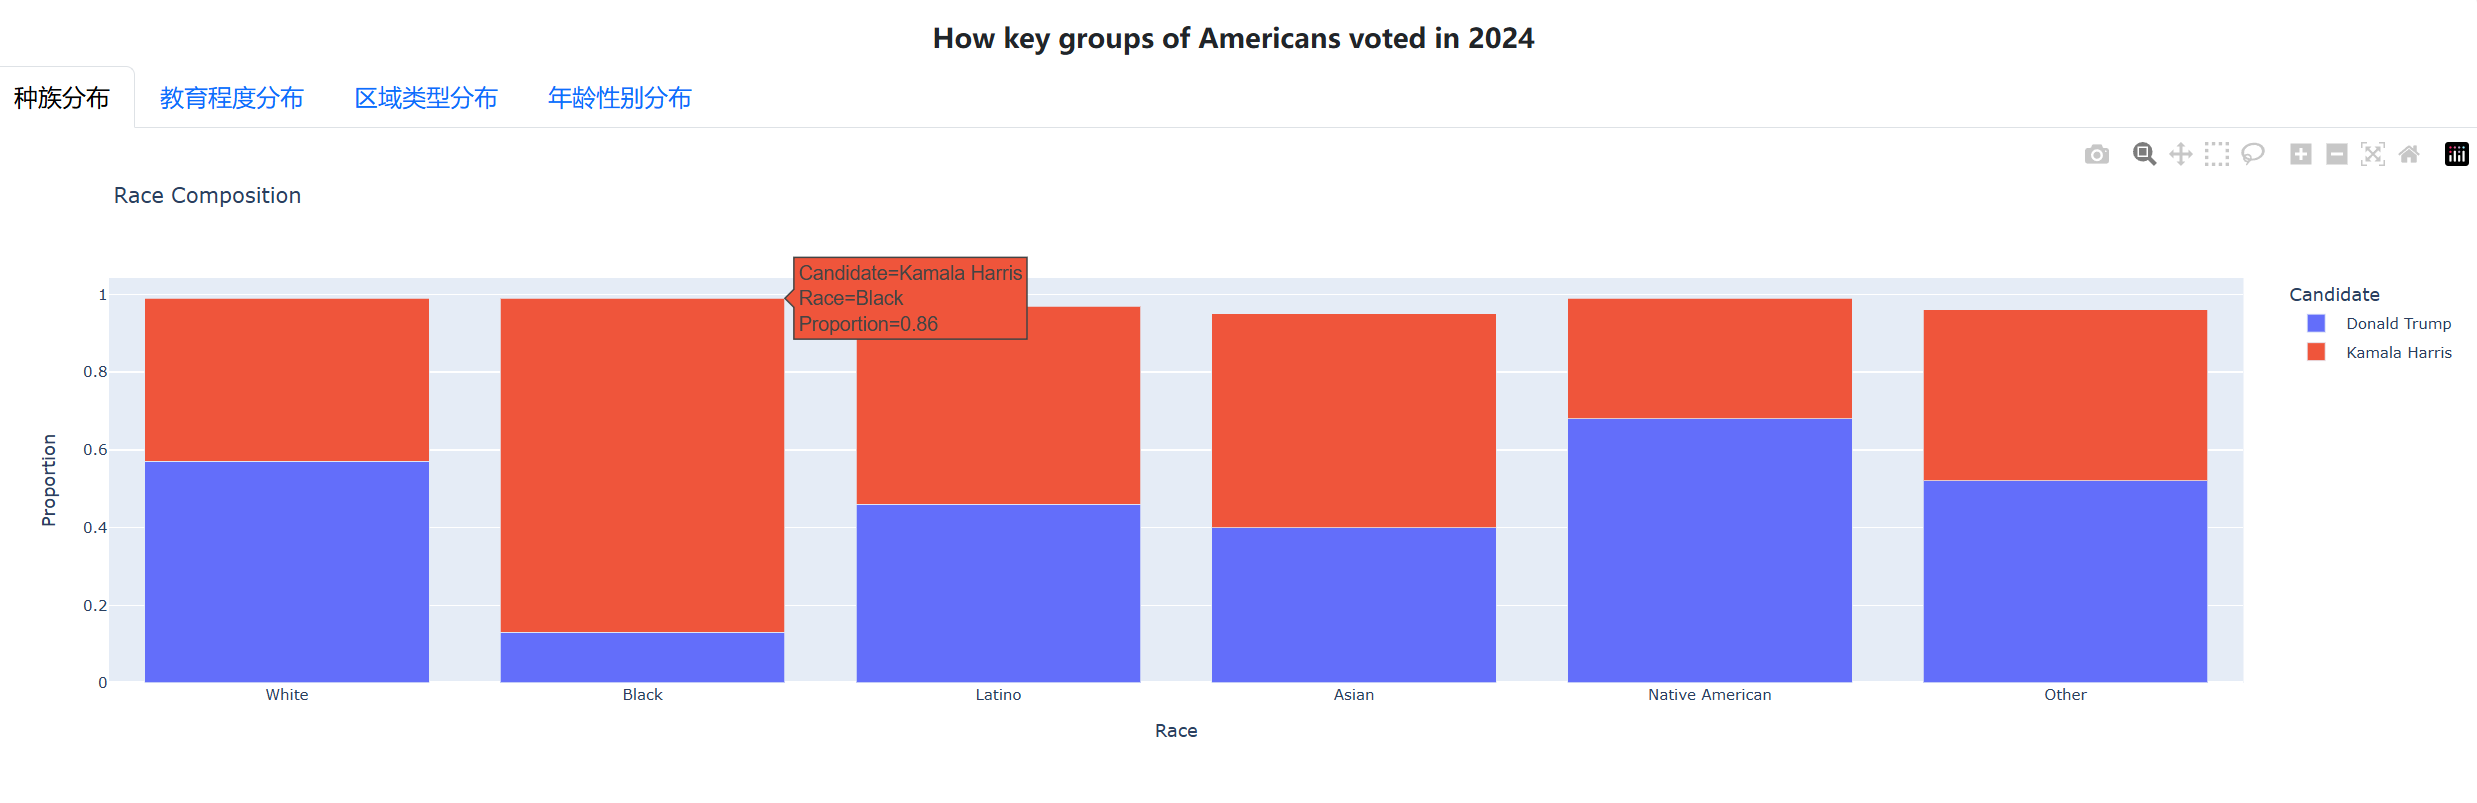 How key groups of Americans voted in 2024
种族分布
教育程度分布
区域类型分布
年龄性别分布
Race Composition
Candidate=Kamala Harris
Race=Black
Proportion=0.86
1
0.8
0.6
0.4
0.2
0
Proportion
White
Black
Latino
Asian
Native American
Other
Race
Candidate
Donald Trump
Kamala Harris